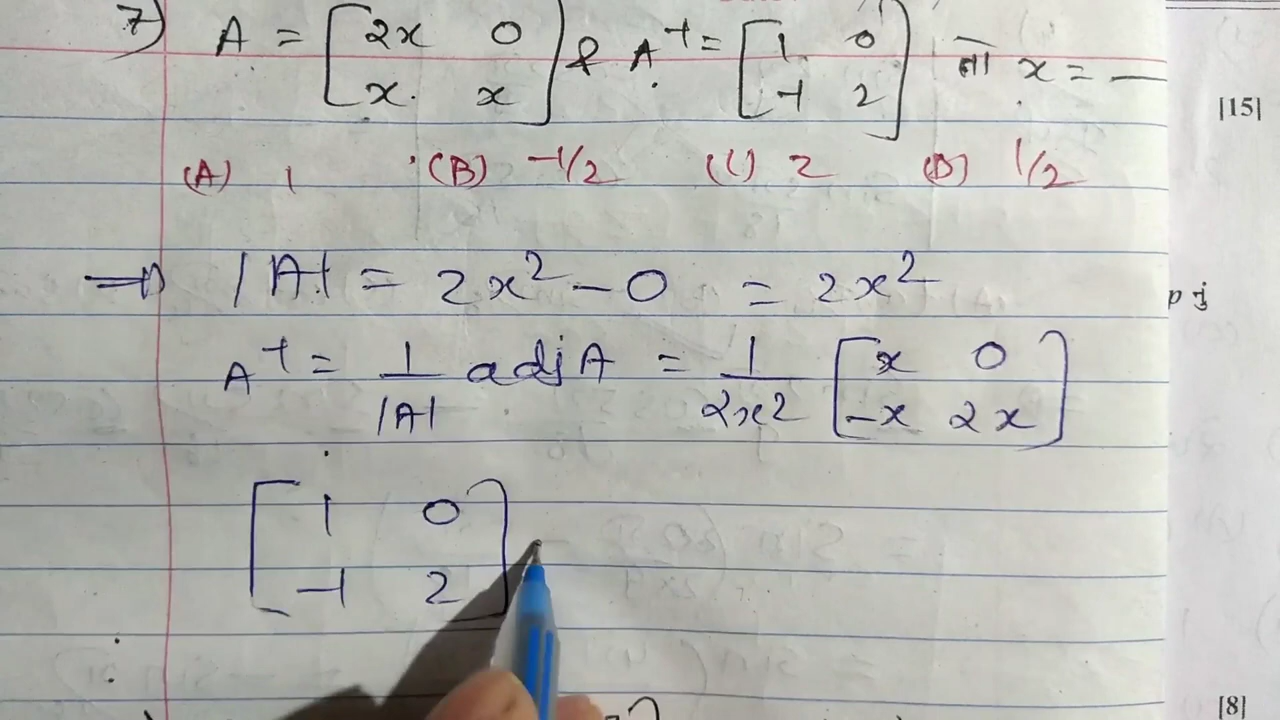 7) A = [2x 0 x x] & A⁻¹ = [1 0 -1 2] तो x = —
[15]
(A) 1 (B) -1/2 (C) 2 (D) 1/2
⇒ |A| = 2x² - 0 = 2x²
A⁻¹ = 1/|A| adj A = 1/2x² [x 0 -x 2x]
[1 0 -1 2]
[8]